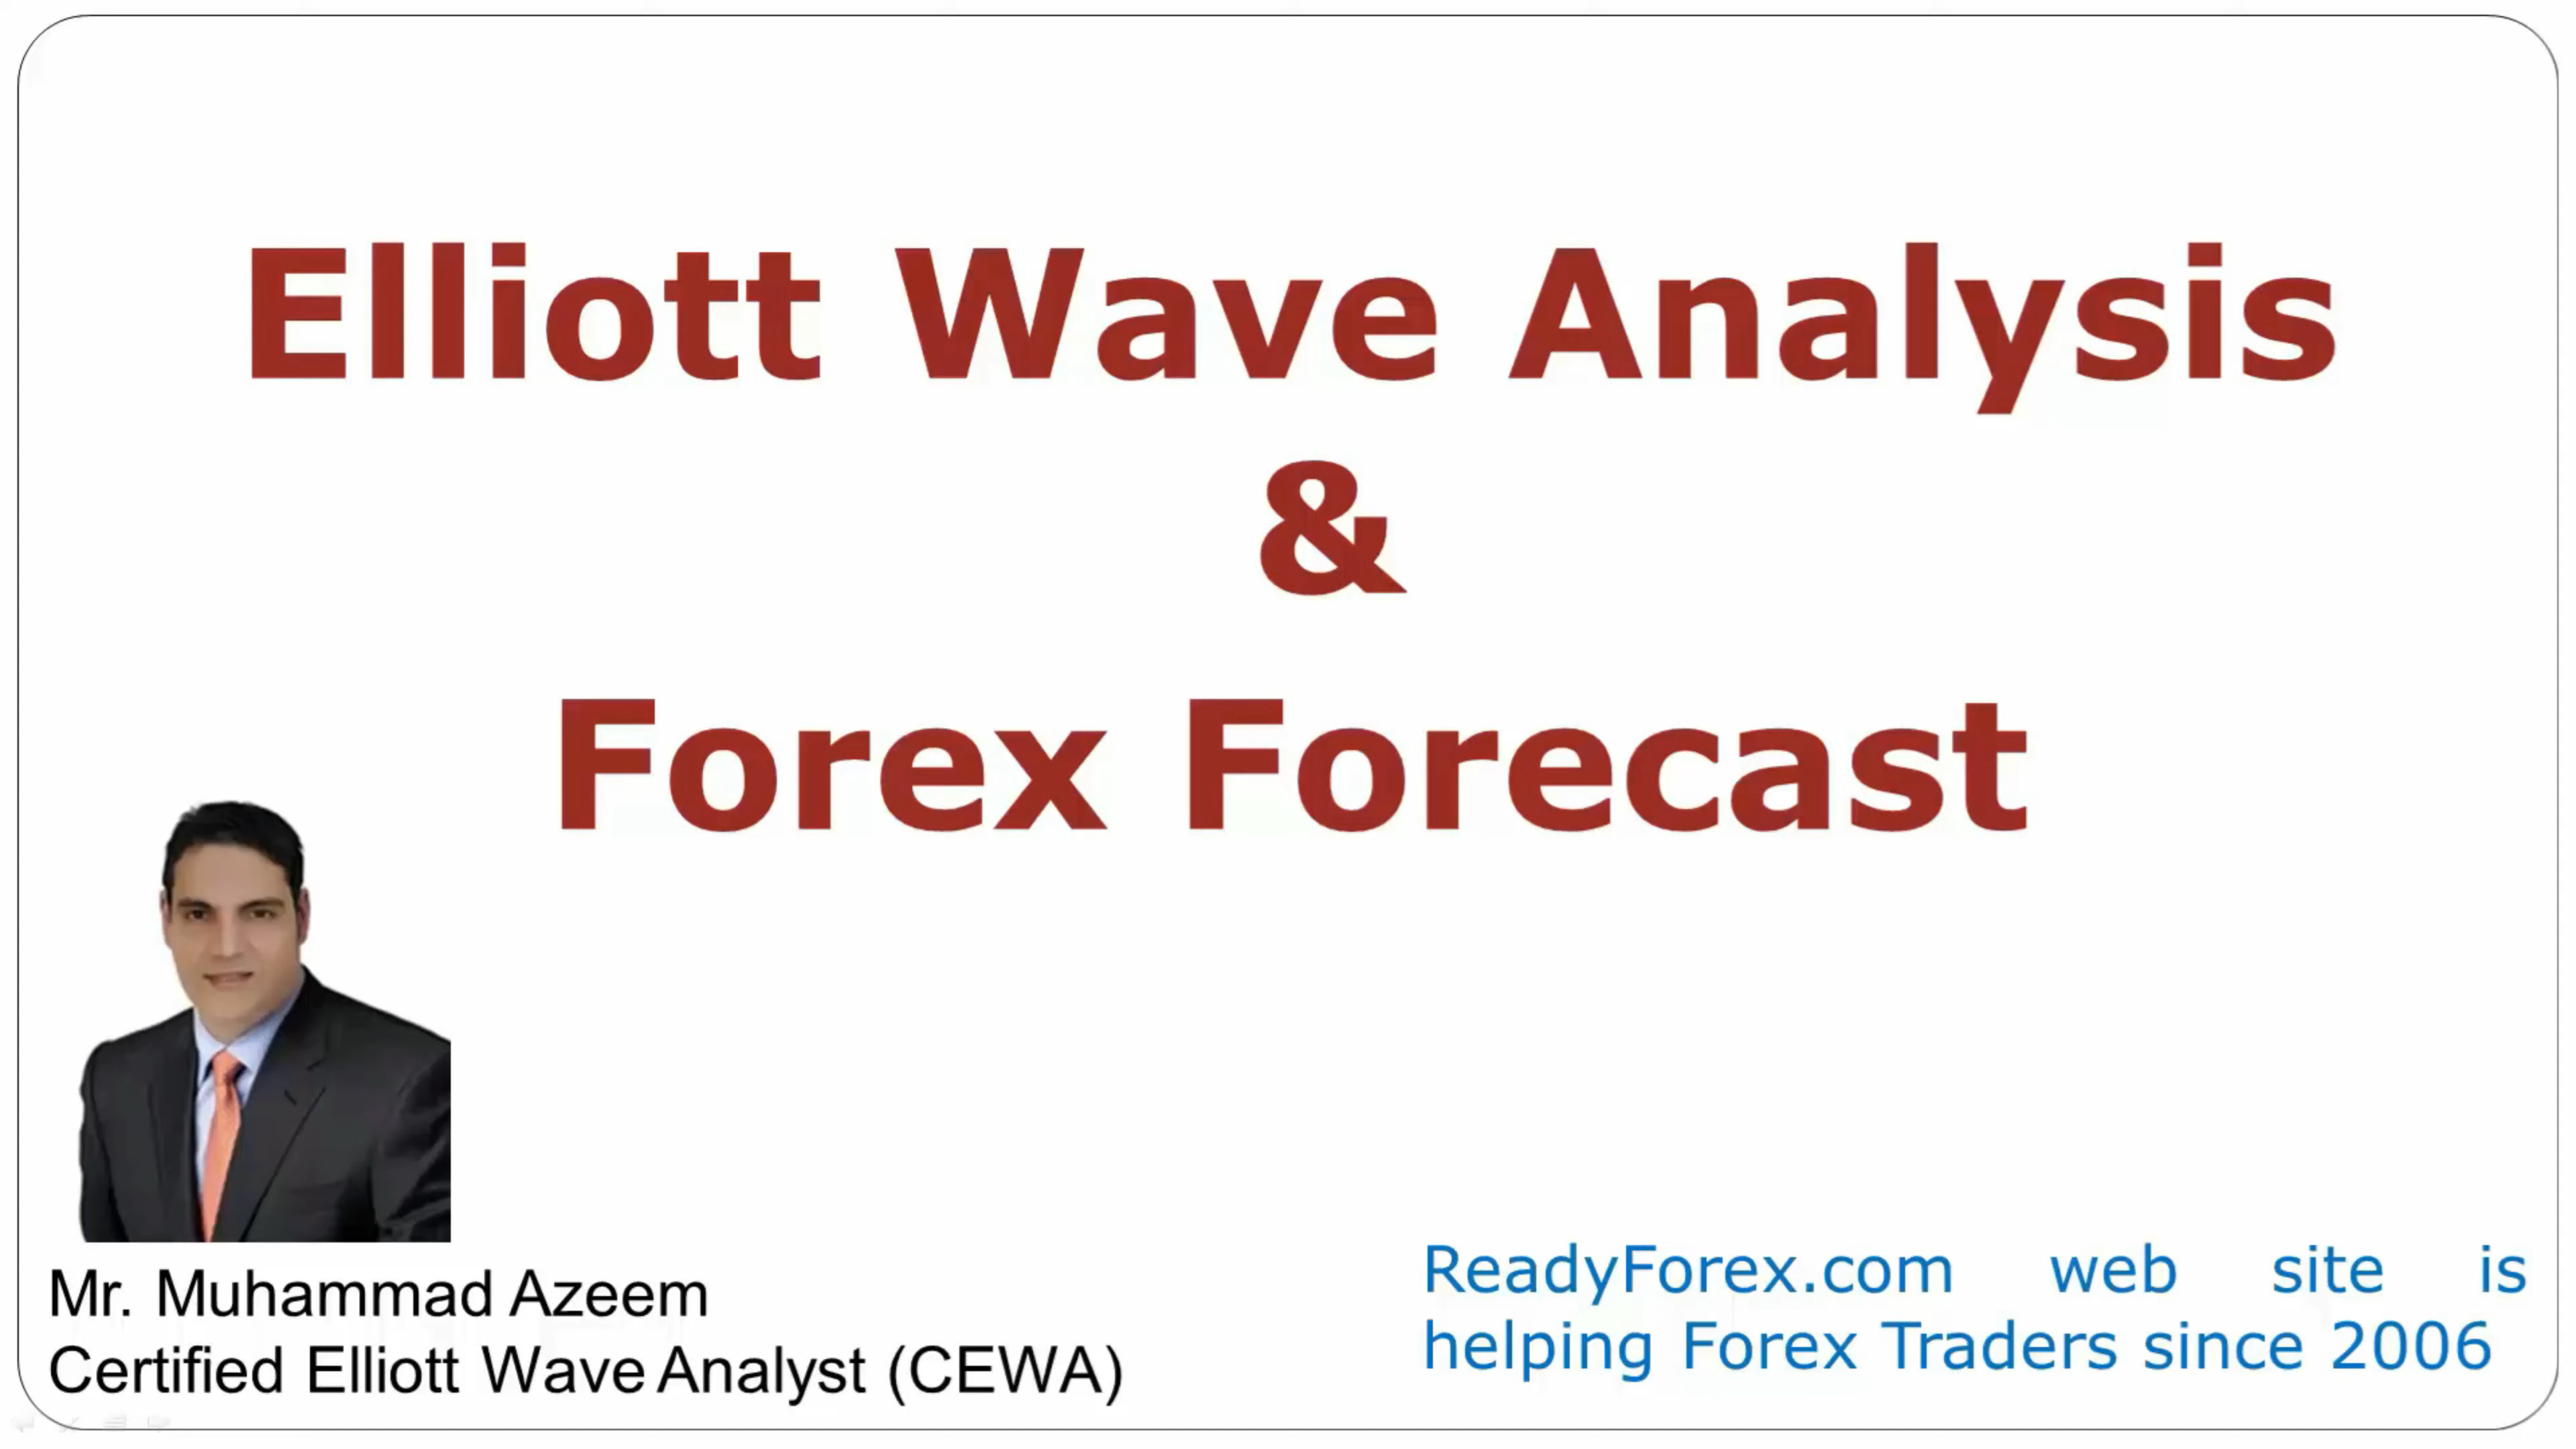 Elliott Wave Analysis
&
Forex Forecast
Mr. Muhammad Azeem
Certified Elliott Wave Analyst (CEWA)
ReadyForex.com web site is
helping Forex Traders since 2006